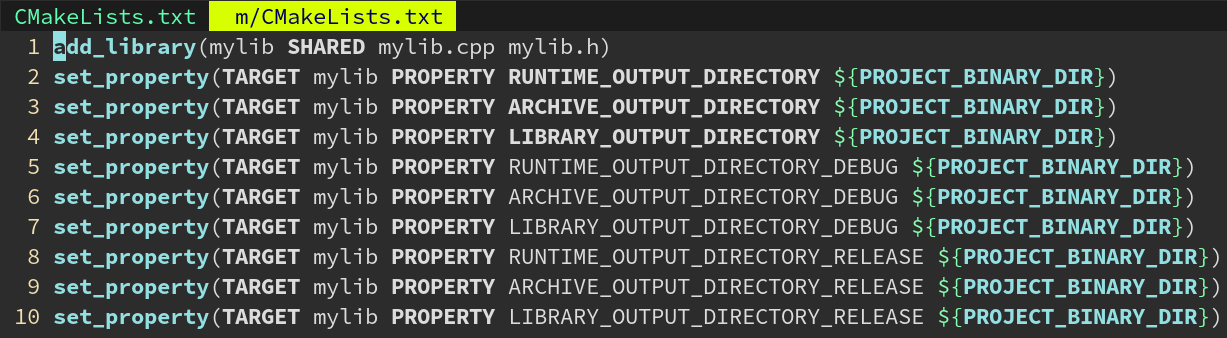 CMakeLists.txt m/CMakeLists.txt
1 add_library(mylib SHARED mylib.cpp mylib.h)
2 set_property(TARGET mylib PROPERTY RUNTIME_OUTPUT_DIRECTORY ${PROJECT_BINARY_DIR})
3 set_property(TARGET mylib PROPERTY ARCHIVE_OUTPUT_DIRECTORY ${PROJECT_BINARY_DIR})
4 set_property(TARGET mylib PROPERTY LIBRARY_OUTPUT_DIRECTORY ${PROJECT_BINARY_DIR})
5 set_property(TARGET mylib PROPERTY RUNTIME_OUTPUT_DIRECTORY_DEBUG ${PROJECT_BINARY_DIR})
6 set_property(TARGET mylib PROPERTY ARCHIVE_OUTPUT_DIRECTORY_DEBUG ${PROJECT_BINARY_DIR})
7 set_property(TARGET mylib PROPERTY LIBRARY_OUTPUT_DIRECTORY_DEBUG ${PROJECT_BINARY_DIR})
8 set_property(TARGET mylib PROPERTY RUNTIME_OUTPUT_DIRECTORY_RELEASE ${PROJECT_BINARY_DIR})
9 set_property(TARGET mylib PROPERTY ARCHIVE_OUTPUT_DIRECTORY_RELEASE ${PROJECT_BINARY_DIR})
10 set_property(TARGET mylib PROPERTY LIBRARY_OUTPUT_DIRECTORY_RELEASE ${PROJECT_BINARY_DIR})